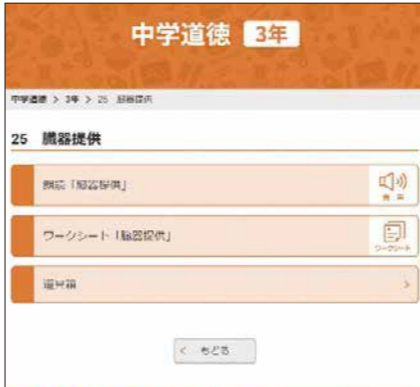 中学道徳 3年
中学道徳 > 3年 > 25 臓器提供
25 臓器提供
朗読「臓器提供」
音声
ワークシート「臓器提供」
ワークシート
道具箱
もどる